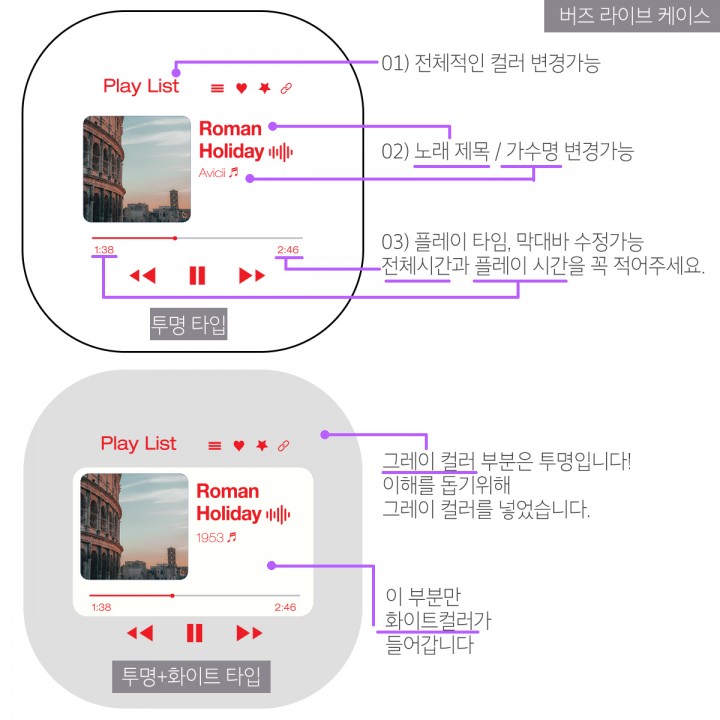 버즈 라이브 케이스
01) 전체적인 컬러 변경가능
Play List
Roman
Holiday
Avicii
02) 노래 제목 / 가수명 변경가능
03) 플레이 타임, 막대바 수정가능
전체시간과 플레이 시간을 꼭 적어주세요.
1:38
2:46
투명 타입
Play List
그레이 컬러 부분은 투명입니다!
이해를 돕기위해
그레이 컬러를 넣었습니다.
Roman
Holiday
1953
1:38
2:46
이 부분만
화이트컬러가
들어갑니다
투명+화이트 타입